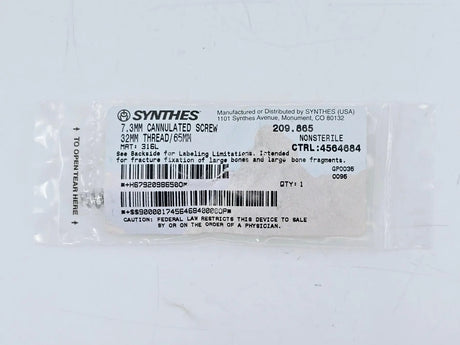 SYNTHES
Manufactured or Distributed by SYNTHES (USA)
1101 Synthes Avenue, Monument, CO 80132
7.3MM CANNULATED SCREW
32MM THREAD/65MM
MAT: 316L
209.865
NONSTERILE
CTRL:4564684
See Backside for Labeling Limitations. Intended
for fracture fixation of large bones and large bone fragments.
GP0036
0096
*+H6792098650O*
QTY: 1
CAUTION: FEDERAL LAW RESTRICTS THIS DEVICE TO SALE
BY OR ON THE ORDER OF A PHYSICIAN.
TO OPEN TEAR HERE